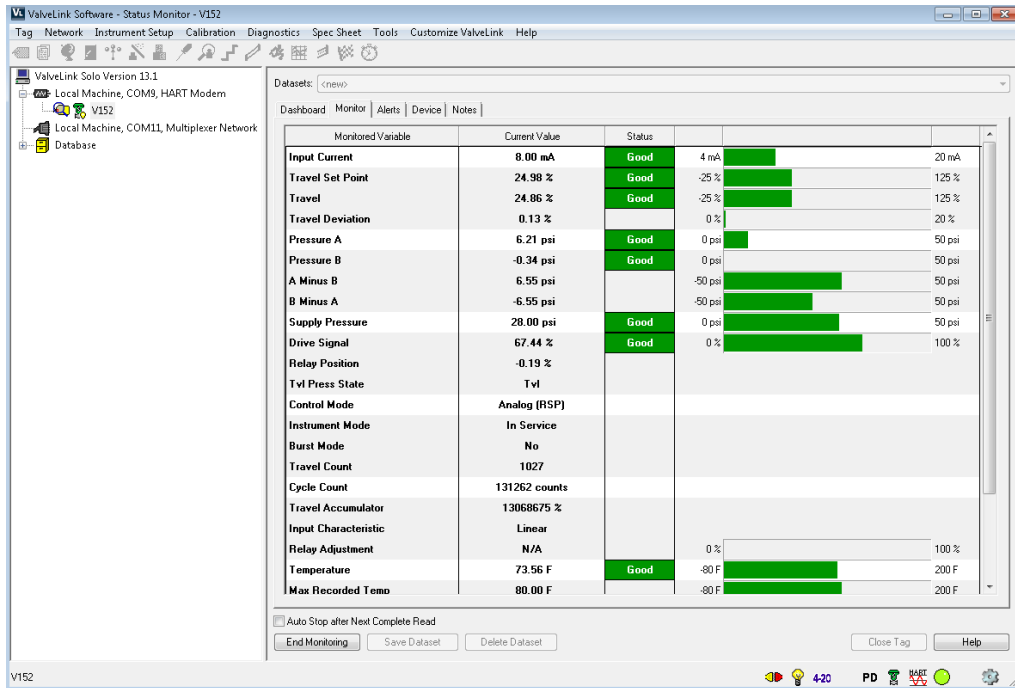 ValveLink Software - Status Monitor - V152
Tag Network Instrument Setup Calibration Diagnostics Spec Sheet Tools Customize ValveLink Help
ValveLink Solo Version 13.1
Local Machine, COM9, HART Modem
V152
Local Machine, COM11, Multiplexer Network
Database
Datasets: <new>
Dashboard Monitor Alerts Device Notes
Monitored Variable Current Value Status
Input Current 8.00 mA Good 4 mA 20 mA
Travel Set Point 24.98 % Good -25 % 125 %
Travel 24.86 % Good -25 % 125 %
Travel Deviation 0.13 % 0 % 20 %
Pressure A 6.21 psi Good 0 psi 50 psi
Pressure B -0.34 psi Good 0 psi 50 psi
A Minus B 6.55 psi -50 psi 50 psi
B Minus A -6.55 psi -50 psi 50 psi
Supply Pressure 28.00 psi Good 0 psi 50 psi
Drive Signal 67.44 % Good 0 % 100 %
Relay Position -0.19 %
Tvl Press State Tvl
Control Mode Analog (RSP)
Instrument Mode In Service
Burst Mode No
Travel Count 1027
Cycle Count 131262 counts
Travel Accumulator 13068675 %
Input Characteristic Linear
Relay Adjustment N/A 0 % 100 %
Temperature 73.56 F Good -80 F 200 F
Max Recorded Temp 80.00 F -80 F 200 F
Auto Stop after Next Complete Read
End Monitoring Save Dataset Delete Dataset Close Tag Help
V152 4-20 PD HART